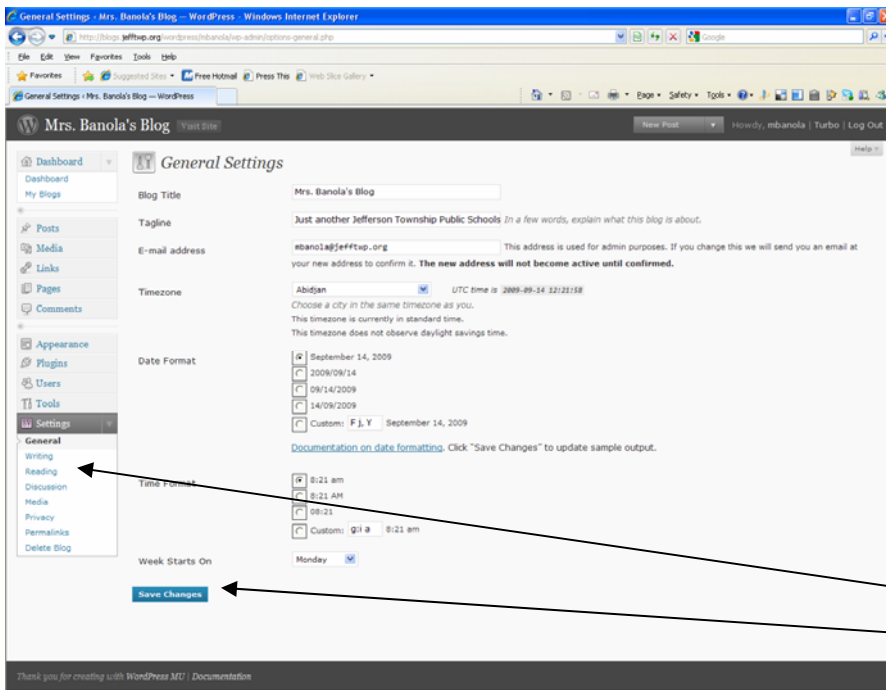 General Settings ‹ Mrs. Banola's Blog — WordPress - Windows Internet Explorer
http://blogs.jefftwp.org/wordpress/mbanola/wp-admin/options-general.php
Google
File Edit View Favorites Tools Help
Favorites Suggested Sites Free Hotmail Press This Web Slice Gallery
General Settings ‹ Mrs. Banola's Blog — WordPress
Page Safety Tools
Mrs. Banola's Blog Visit Site New Post Howdy, mbanola | Turbo | Log Out
Help
Dashboard
Dashboard
My Blogs
Posts
Media
Links
Pages
Comments
Appearance
Plugins
Users
Tools
Settings
General
Writing
Reading
Discussion
Media
Privacy
Permalinks
Delete Blog
General Settings
Blog Title Mrs. Banola's Blog
Tagline Just another Jefferson Township Public Schools In a few words, explain what this blog is about.
E-mail address mbanola@jefftwp.org This address is used for admin purposes. If you change this we will send you an email at
your new address to confirm it. The new address will not become active until confirmed.
Timezone Abidjan UTC time is 2009-09-14 12:21:58
Choose a city in the same timezone as you.
This timezone is currently in standard time.
This timezone does not observe daylight savings time.
Date Format September 14, 2009
2009/09/14
09/14/2009
14/09/2009
Custom: F j, Y September 14, 2009
Documentation on date formatting. Click "Save Changes" to update sample output.
Time Format 8:21 am
8:21 AM
08:21
Custom: g:i a 8:21 am
Week Starts On Monday
Save Changes
Thank you for creating with WordPress MU | Documentation